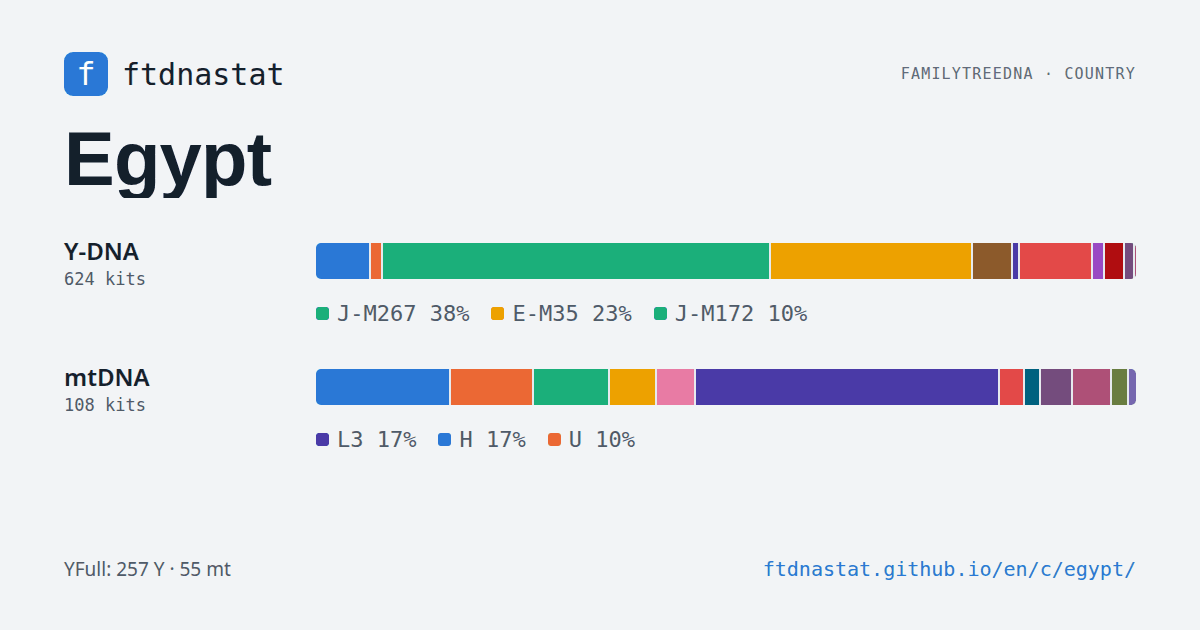 f ftdnastat
FAMILYTREEDNA · COUNTRY
Egypt
Y-DNA
624 kits
J-M267 38% E-M35 23% J-M172 10%
mtDNA
108 kits
L3 17% H 17% U 10%
YFull: 257 Y · 55 mt
ftdnastat.github.io/en/c/egypt/